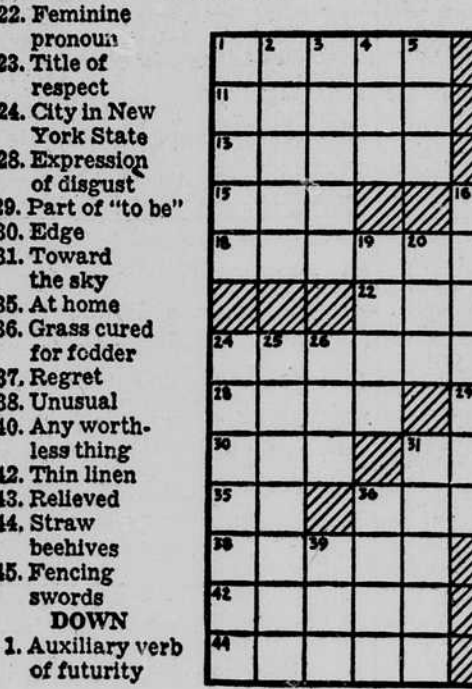 22. Feminine
pronoun
23. Title of
respect
24. City in New
York State
28. Expression
of disgust
29. Part of "to be"
30. Edge
31. Toward
the sky
35. At home
36. Grass cured
for fodder
37. Regret
38. Unusual
40. Any worth-
less thing
42. Thin linen
43. Relieved
44. Straw
beehives
45. Fencing
swords
DOWN
1. Auxiliary verb
of futurity
1 2 3 4 5
11
13
15 16
18 19 20
22
24 25 26
28 29
30 31
35 36
38 39
42
44